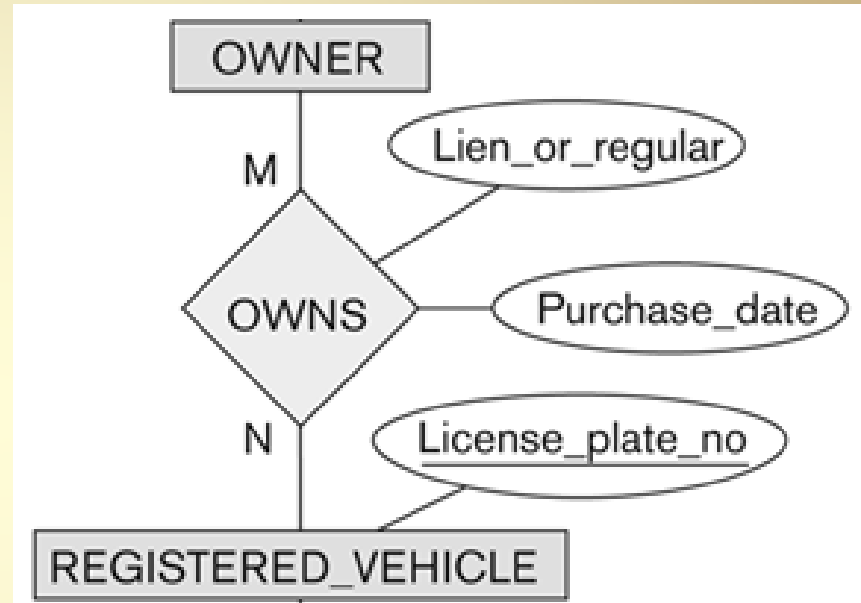 OWNER
Lien_or_regular
M
Purchase_date
OWNS
License_plate_no
N
REGISTERED_VEHICLE